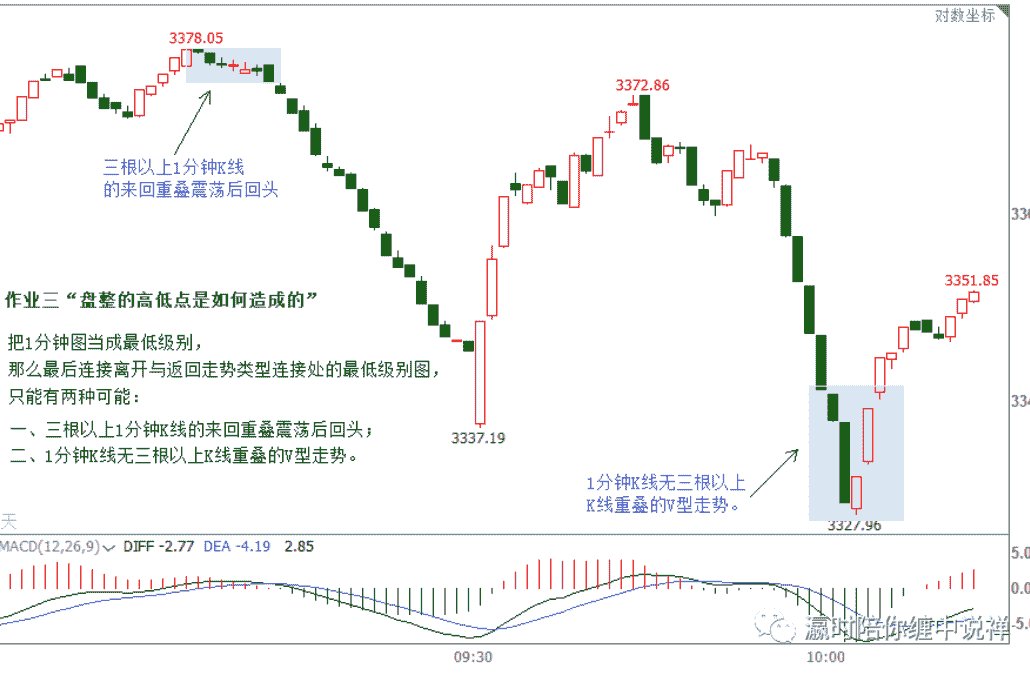 对数坐标
3378.05
3372.86
三根以上1分钟K线
的来回重叠震荡后回头
3351.85
作业三“盘整的高低点是如何造成的”
把1分钟图当成最低级别，
那么最后连接离开与返回走势类型连接处的最低级别图，
只能有两种可能：
一、三根以上1分钟K线的来回重叠震荡后回头；
二、1分钟K线无三根以上K线重叠的V型走势。
3337.19
1分钟K线无三根以上
K线重叠的V型走势。
3327.96
天
MACD(12,26,9) DIFF -2.77 DEA -4.19 2.85
5.0
0.0
-5.0
瀛时陪你缠中说禅
09:30
10:00